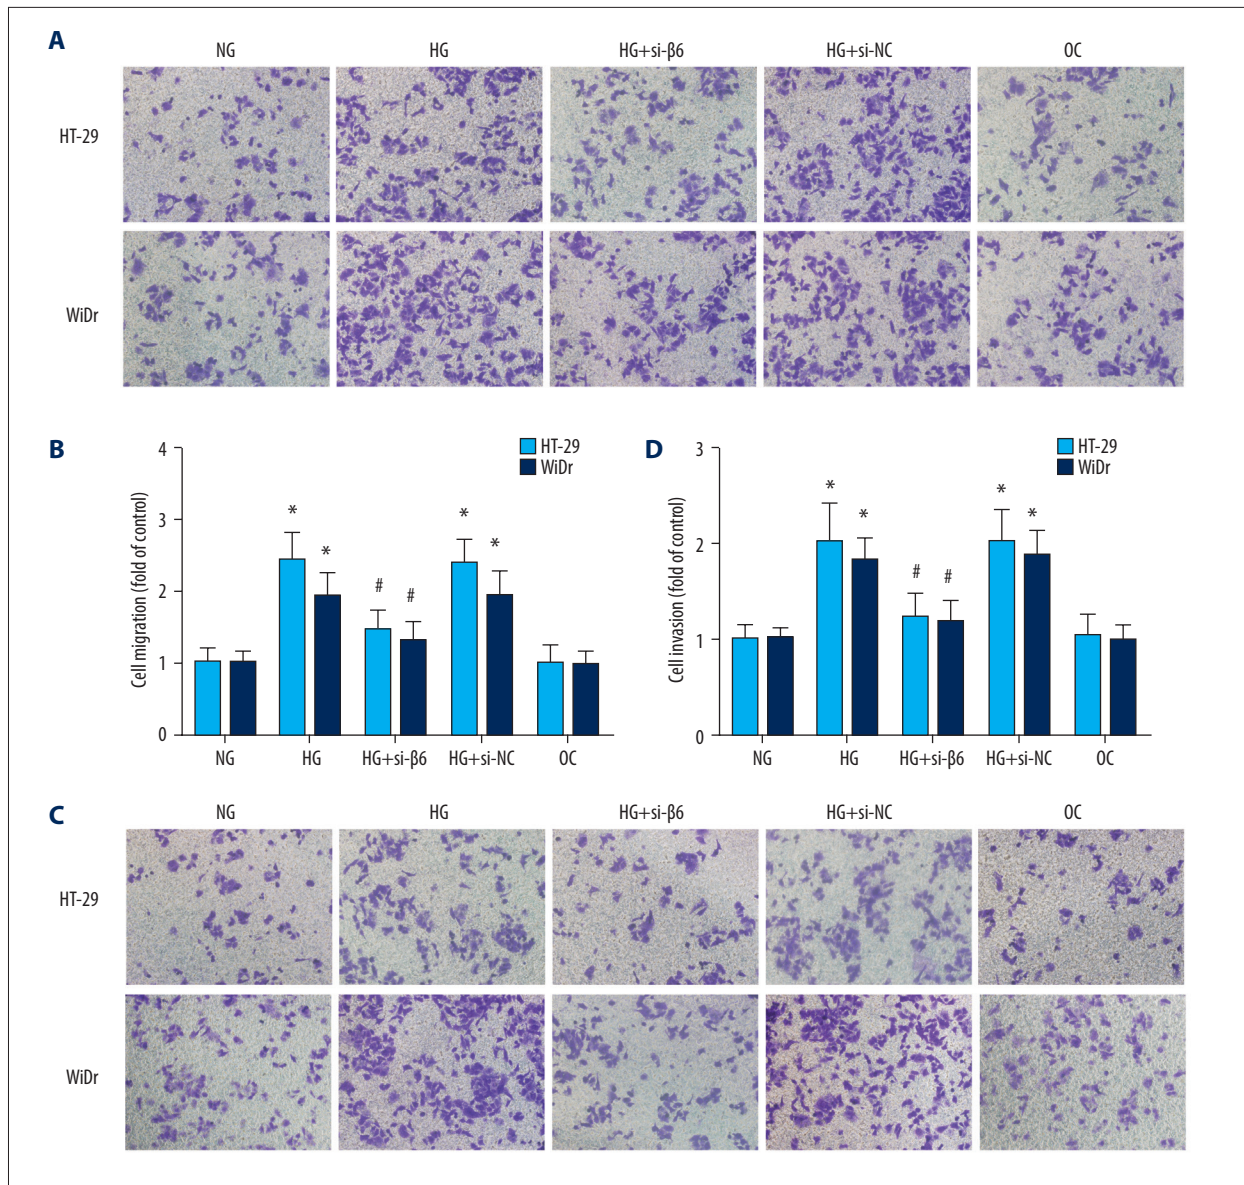 A
NG HG HG+si-β6 HG+si-NC OC
HT-29
WiDr
B
4
3
2
1
0
Cell migration (fold of control)
HT-29
WiDr
* * # # * *
NG HG HG+si-β6 HG+si-NC OC
D
3
2
1
0
Cell invasion (fold of control)
HT-29
WiDr
* * # # * *
NG HG HG+si-β6 HG+si-NC OC
C
NG HG HG+si-β6 HG+si-NC OC
HT-29
WiDr